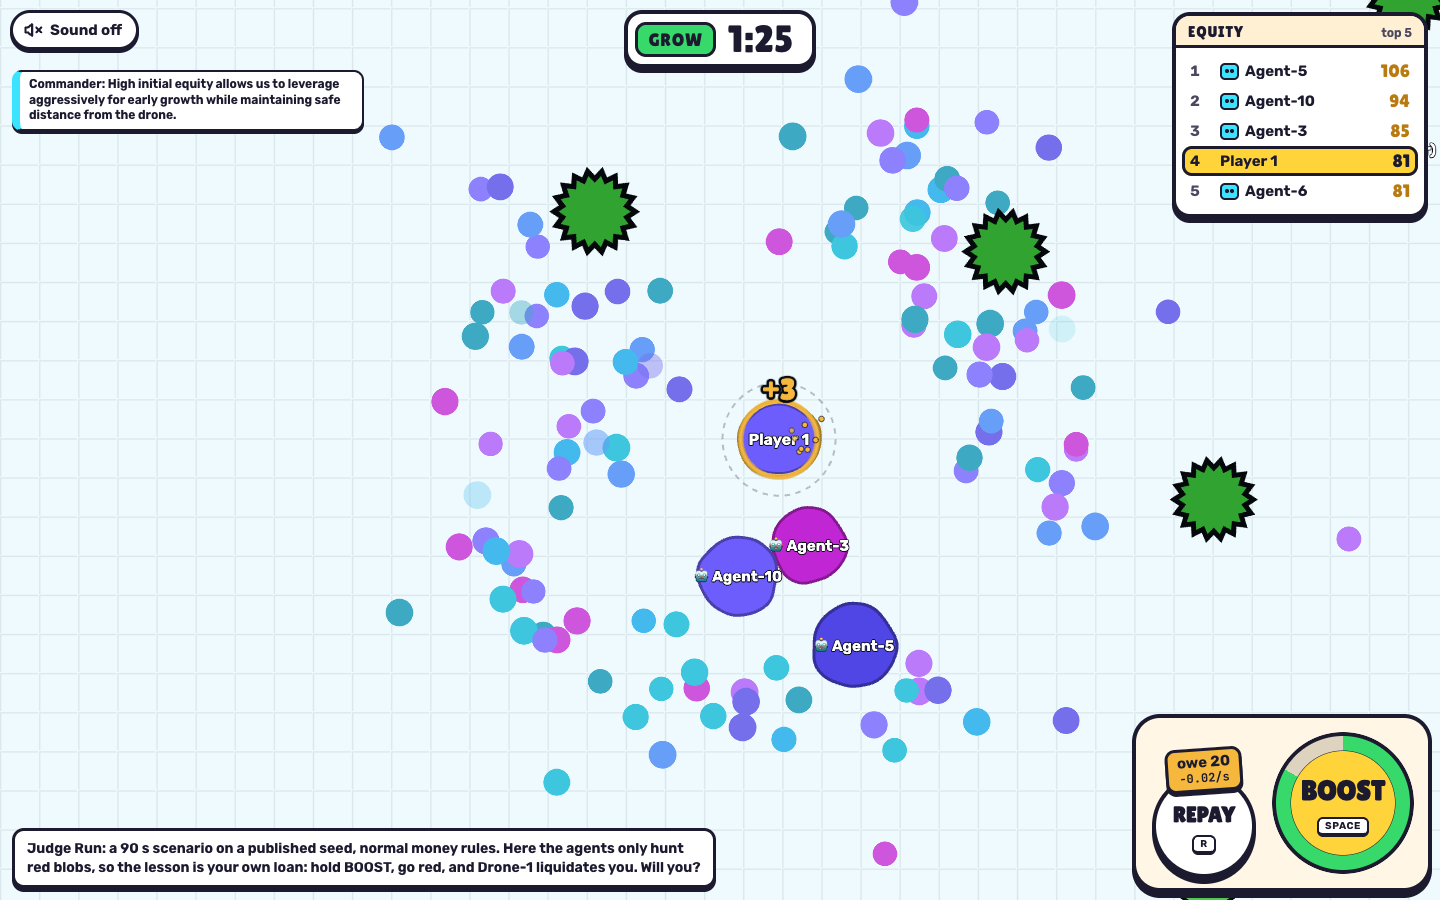 Sound off
Commander: High initial equity allows us to leverage
aggressively for early growth while maintaining safe
distance from the drone.
GROW 1:25
EQUITY top 5
1 Agent-5 106
2 Agent-10 94
3 Agent-3 85
4 Player 1 81
5 Agent-6 81
+3
Player 1
Agent-3
Agent-10
Agent-5
owe 20
-0.02/s
REPAY
R
BOOST
SPACE
Judge Run: a 90 s scenario on a published seed, normal money rules. Here the agents only hunt
red blobs, so the lesson is your own loan: hold BOOST, go red, and Drone-1 liquidates you. Will you?